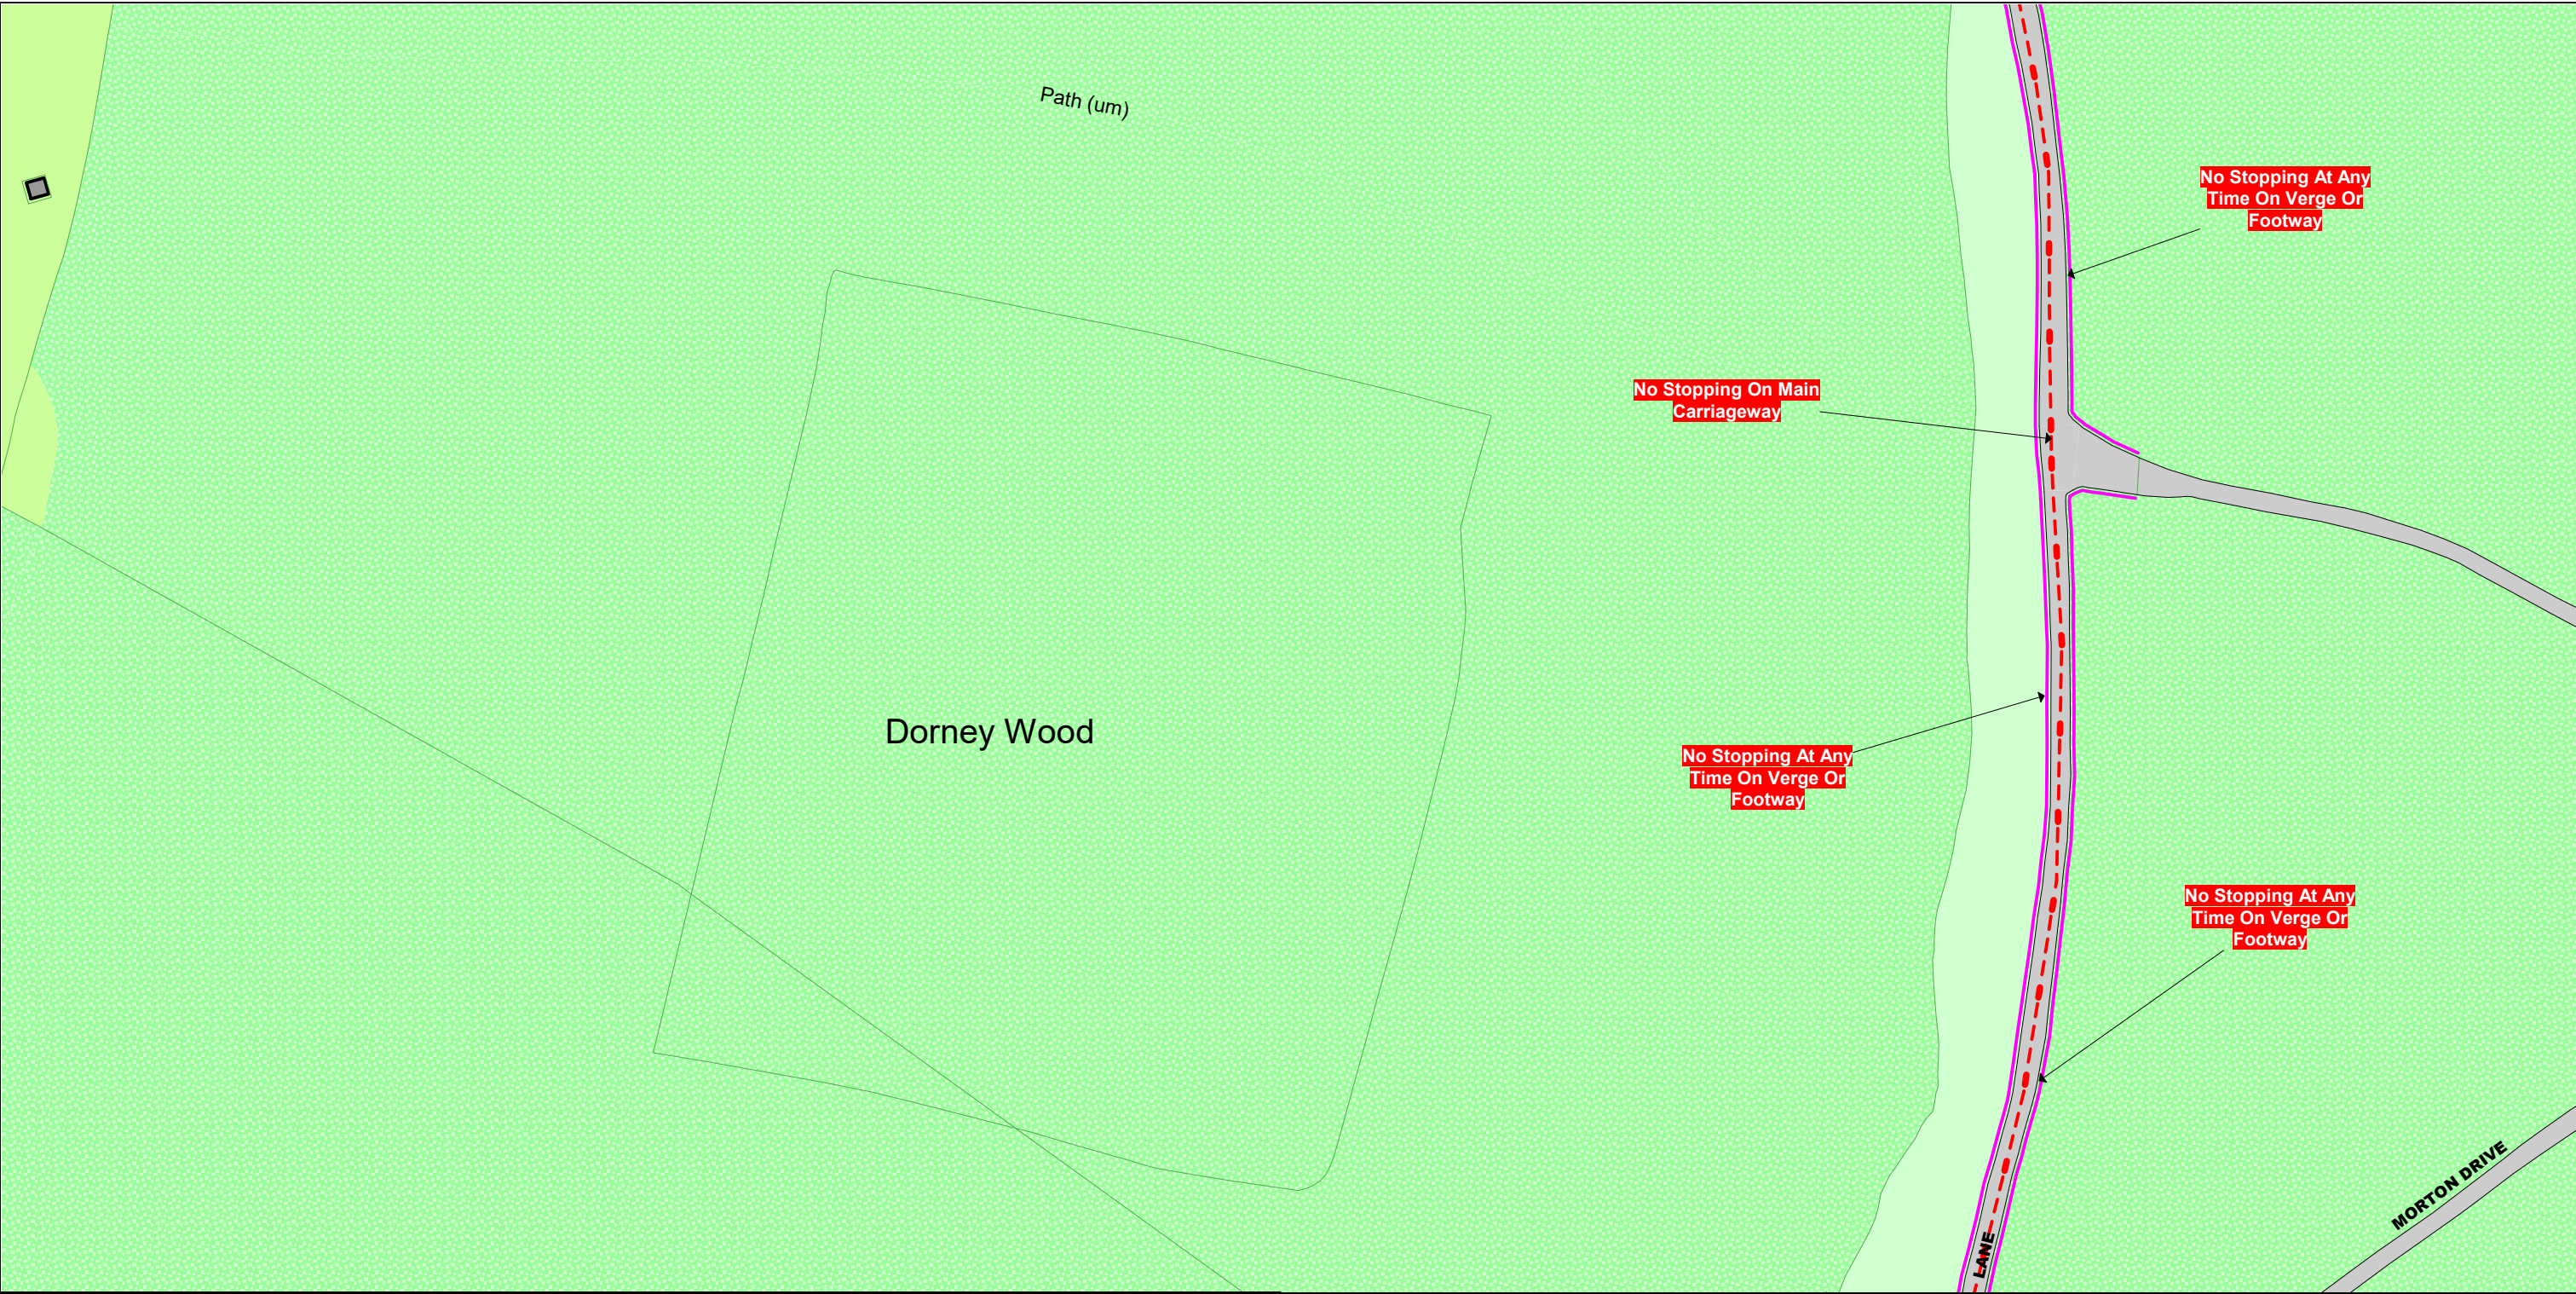 Path (um)
No Stopping At Any
Time On Verge Or
Footway
No Stopping On Main
Carriageway
Dorney Wood
No Stopping At Any
Time On Verge Or
Footway
No Stopping At Any
Time On Verge Or
Footway
MORTON DRIVE
LANE